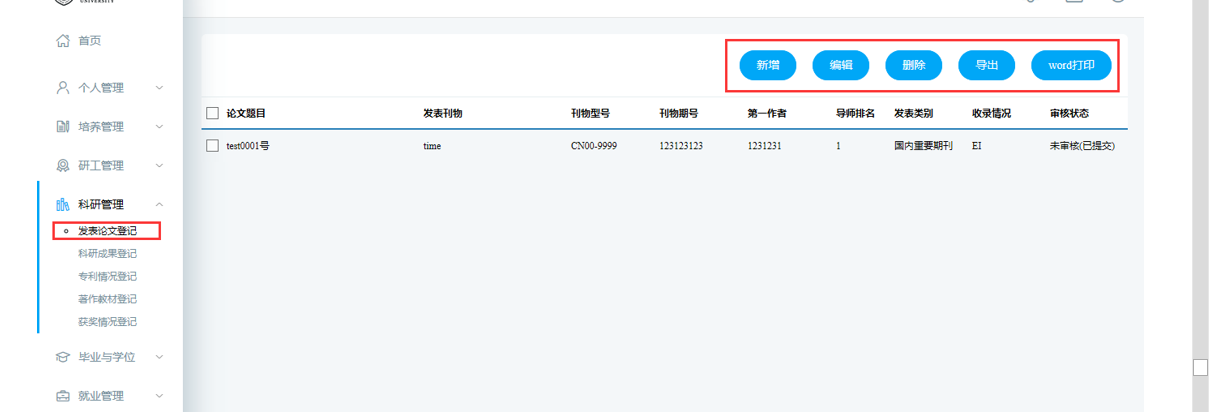 UNIVERSITY
首页
个人管理
培养管理
研工管理
科研管理
发表论文登记
科研成果登记
专利情况登记
著作教材登记
获奖情况登记
毕业与学位
就业管理
新增 编辑 删除 导出 word打印
论文题目 发表刊物 刊物型号 刊物期号 第一作者 导师排名 发表类别 收录情况 审核状态
test0001号 time CN00-9999 123123123 1231231 1 国内重要期刊 EI 未审核(已提交)